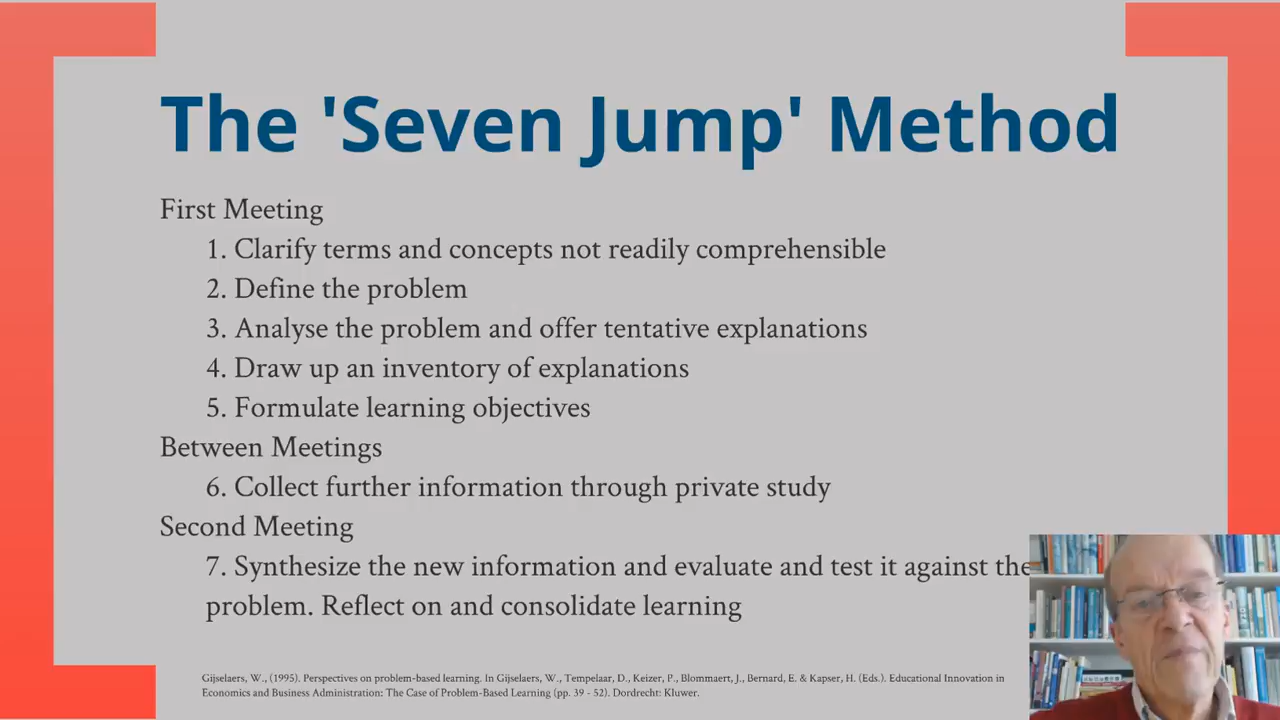 The 'Seven Jump' Method
First Meeting
1. Clarify terms and concepts not readily comprehensible
2. Define the problem
3. Analyse the problem and offer tentative explanations
4. Draw up an inventory of explanations
5. Formulate learning objectives
Between Meetings
6. Collect further information through private study
Second Meeting
7. Synthesize the new information and evaluate and test it against the
problem. Reflect on and consolidate learning
Gijselaers, W., (1995). Perspectives on problem-based learning. In Gijselaers, W., Tempelaar, D., Keizer, P., Blommaert, J., Bernard, E. & Kapser, H. (Eds.). Educational Innovation in
Economics and Business Administration: The Case of Problem-Based Learning (pp. 39 - 52). Dordrecht: Kluwer.